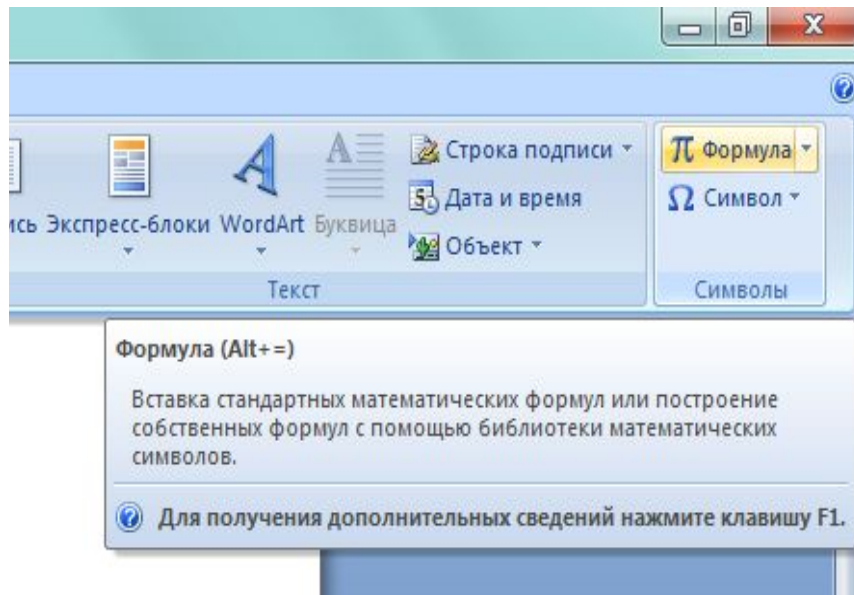 Строка подписи
π Формула
Дата и время
Ω Символ
Экспресс-блоки WordArt Буквица
Объект
Текст
Символы
Формула (Alt+=)
Вставка стандартных математических формул или построение
собственных формул с помощью библиотеки математических
символов.
Для получения дополнительных сведений нажмите клавишу F1.